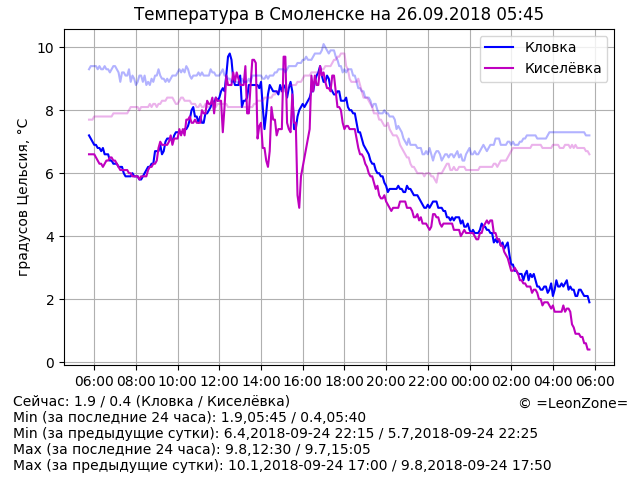 Температура в Смоленске на 26.09.2018 05:45
Кловка
Киселёвка
градусов Цельсия, °C
10
8
6
4
2
0
06:00 08:00 10:00 12:00 14:00 16:00 18:00 20:00 22:00 00:00 02:00 04:00 06:00
Сейчас: 1.9 / 0.4 (Кловка / Киселёвка)
© =LeonZone=
Min (за последние 24 часа): 1.9,05:45 / 0.4,05:40
Min (за предыдущие сутки): 6.4,2018-09-24 22:15 / 5.7,2018-09-24 22:25
Max (за последние 24 часа): 9.8,12:30 / 9.7,15:05
Max (за предыдущие сутки): 10.1,2018-09-24 17:00 / 9.8,2018-09-24 17:50